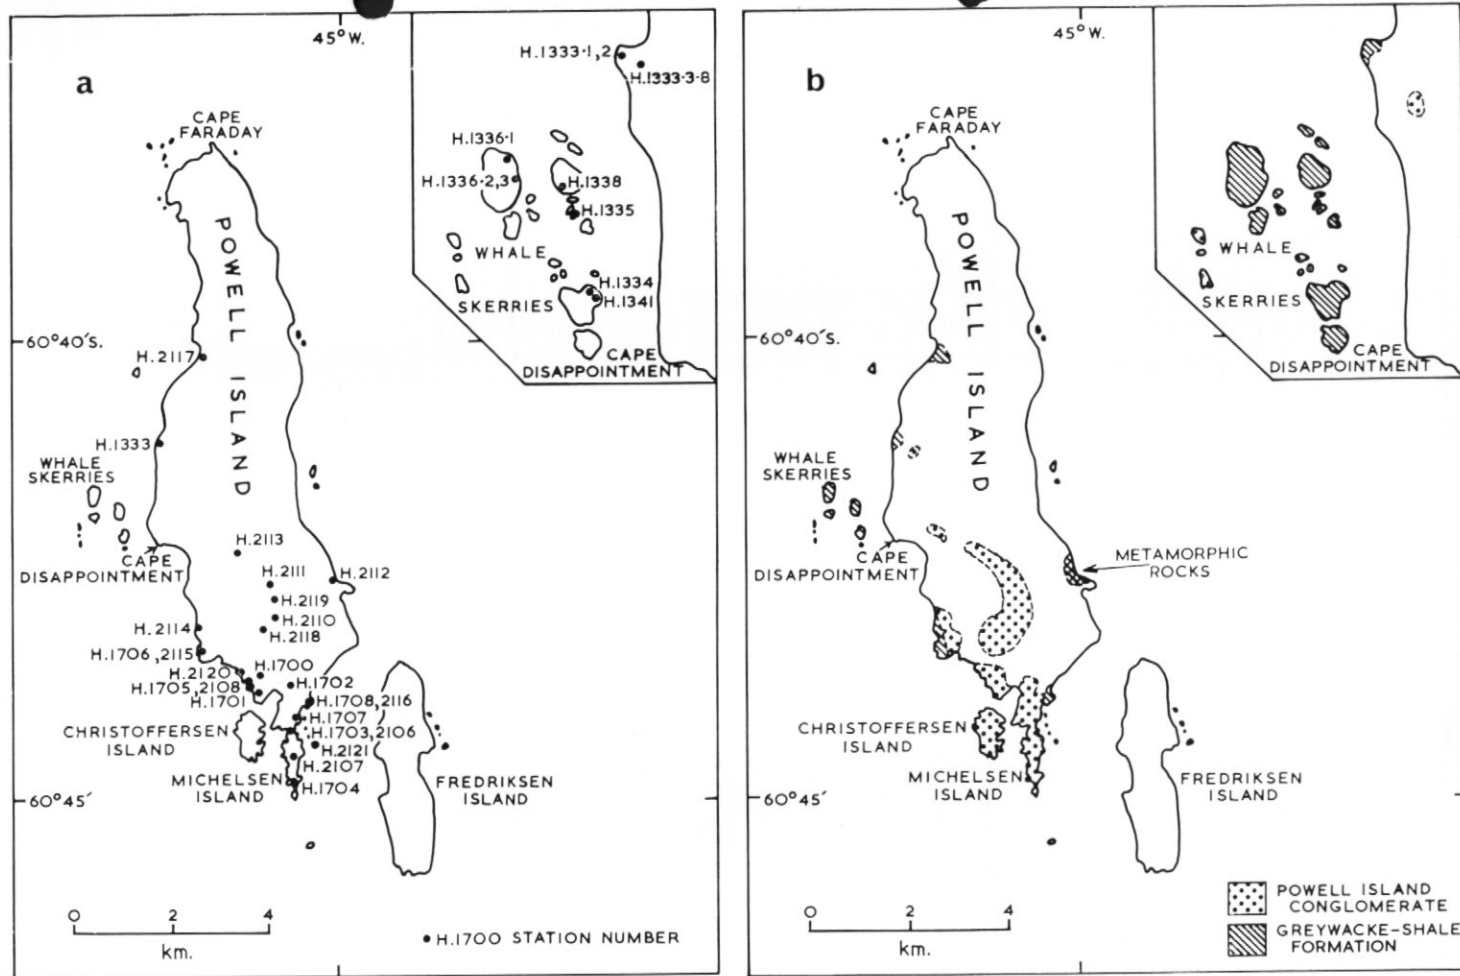 a
45°W.
H.1333·1,2
H.1333·3-8
CAPE
FARADAY
H.1336·1
H.1336·2,3
H.1338
H.1335
WHALE
SKERRIES
H.1334
H.1341
CAPE
DISAPPOINTMENT
POWELL ISLAND
60°40′S.
H.2117
H.1333
WHALE
SKERRIES
CAPE
DISAPPOINTMENT
H.2113
H.2111
H.2112
H.2119
H.2110
H.2118
H.2114
H.1706,2115
H.2120
H.1700
H.1705,2108
H.1701
H.1702
H.1708,2116
H.1707
H.1703,2106
H.2121
H.2107
H.1704
CHRISTOFFERSEN
ISLAND
MICHELSEN
ISLAND
FREDRIKSEN
ISLAND
60°45′
0 2 4
km.
H.1700 STATION NUMBER
b
45°W.
CAPE
FARADAY
WHALE
SKERRIES
CAPE
DISAPPOINTMENT
POWELL ISLAND
60°40′S.
WHALE
SKERRIES
CAPE
DISAPPOINTMENT
METAMORPHIC
ROCKS
CHRISTOFFERSEN
ISLAND
MICHELSEN
ISLAND
FREDRIKSEN
ISLAND
60°45′
0 2 4
km.
POWELL ISLAND
CONGLOMERATE
GREYWACKE-SHALE
FORMATION